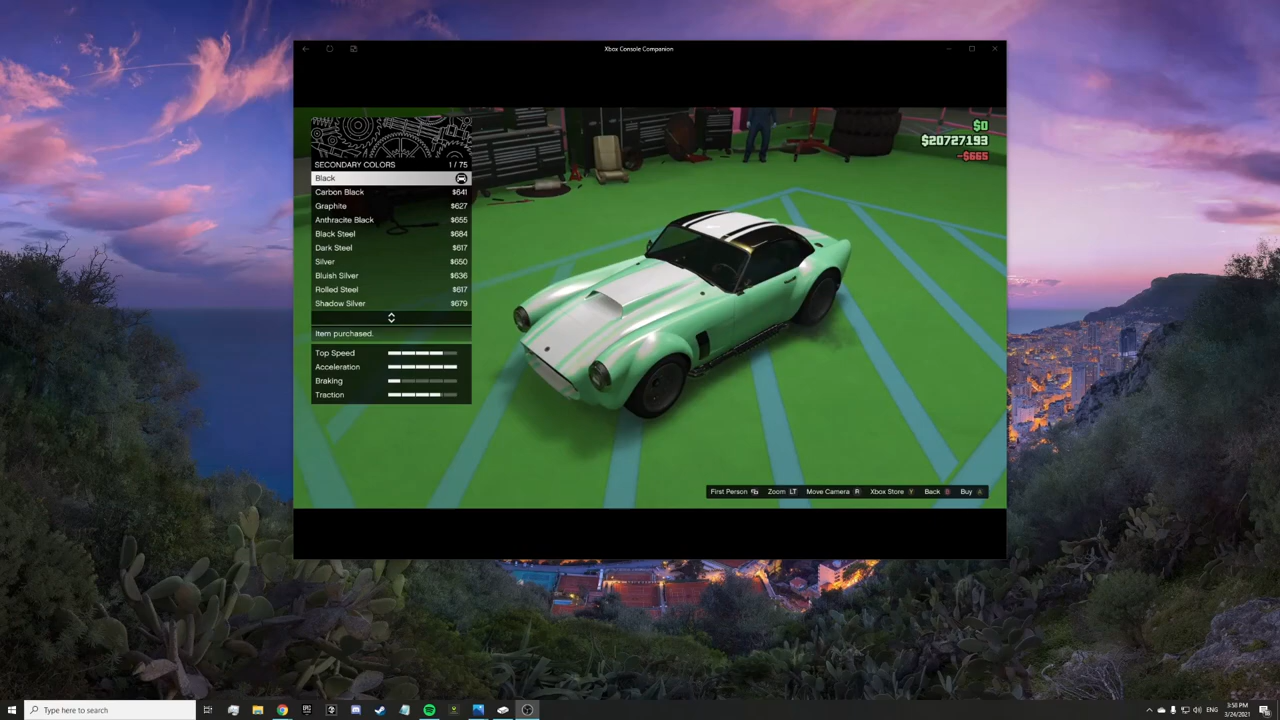 Xbox Console Companion
$0
$20727193
-$665
SECONDARY COLORS 1 / 75
Black
Carbon Black $641
Graphite $627
Anthracite Black $655
Black Steel $684
Dark Steel $617
Silver $650
Bluish Silver $636
Rolled Steel $617
Shadow Silver $679
Item purchased.
Top Speed
Acceleration
Braking
Traction
First Person Zoom LT Move Camera R Xbox Store Y Back B Buy A
Type here to search
ENG
3:58 PM
3/24/2021